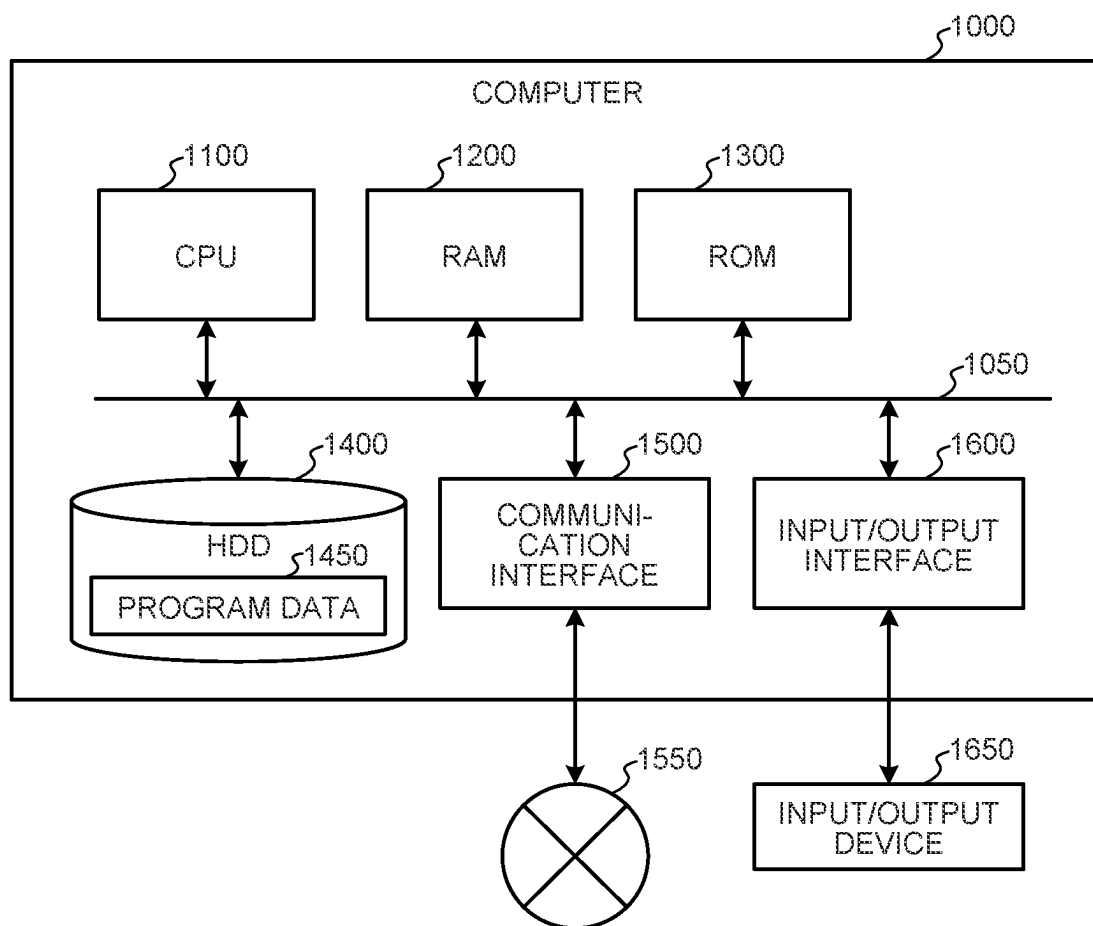 1000
COMPUTER
1100
1200
1300
CPU
RAM
ROM
1050
1400
1500
1600
HDD
1450
PROGRAM DATA
COMMUNI-
CATION
INTERFACE
INPUT/OUTPUT
INTERFACE
1550
1650
INPUT/OUTPUT
DEVICE